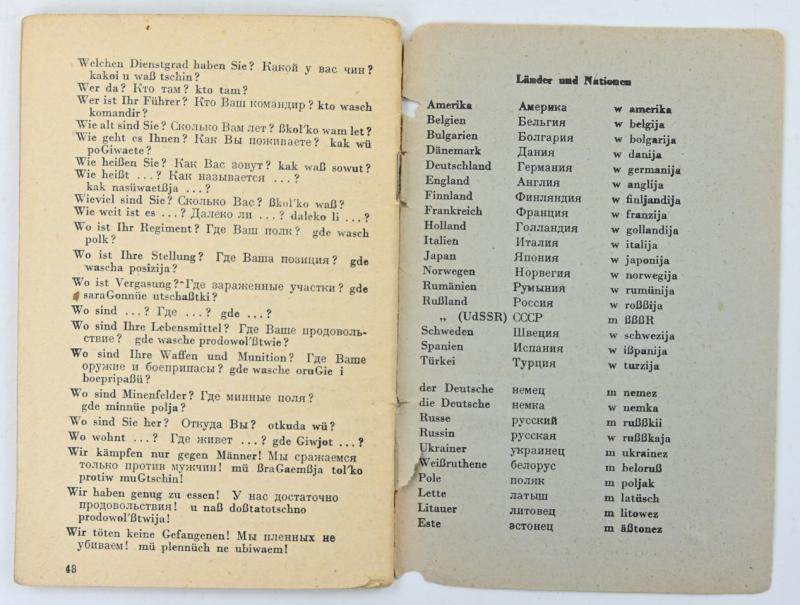 Welchen Dienstgrad haben Sie? Какой у вас чин?
kakoi u waß tschin?
Wer da? Кто там? kto tam?
Wer ist Ihr Führer? Кто Ваш командир? kto wasch
komandir?
Wie alt sind Sie? Сколько Вам лет? ßkol'ko wam let?
Wie geht es Ihnen? Как Вы поживаете? kak wü
poGiwaete?
Wie heißen Sie? Как Вас зовут? kak waß sowut?
Wie heißt ...? Как называется ...?
kak nasüwaetßja ...?
Wieviel sind Sie? Сколько Вас? ßkol'ko waß?
Wie weit ist es ...? Далеко ли ...? daleko li ...?
Wo ist Ihr Regiment? Где Ваш полк? gde wasch
polk?
Wo ist Ihre Stellung? Где Ваша позиция? gde
wascha posizija?
Wo ist Vergasung? Где зараженные участки? gde
saraGonnüe utschaßtki?
Wo sind ...? Где ...? gde ...?
Wo sind Ihre Lebensmittel? Где Ваше продоволь-
ствие? gde wasche prodowol'ßtwie?
Wo sind Ihre Waffen und Munition? Где Ваше
оружие и боеприпасы? gde wasche oruGie i
boepripaßü?
Wo sind Minenfelder? Где минные поля?
gde minnüe polja?
Wo sind Sie her? Откуда Вы? otkuda wü?
Wo wohnt ...? Где живет ...? gde Giwjot ...?
Wir kämpfen nur gegen Männer! Мы сражаемся
только против мужчин! mü ßraGaemßja tol'ko
protiw muGtschin!
Wir haben genug zu essen! У нас достаточно
продовольствия! u naß doßtatotschno
prodowol'ßtwija!
Wir töten keine Gefangenen! Мы пленных не
убиваем! mü plennüch ne ubiwaem!
48
Länder und Nationen
Amerika Америка w amerika
Belgien Бельгия w belgija
Bulgarien Болгария w bolgarija
Dänemark Дания w danija
Deutschland Германия w germanija
England Англия w anglija
Finnland Финляндия w finljandija
Frankreich Франция w franzija
Holland Голландия w gollandija
Italien Италия w italija
Japan Япония w japonija
Norwegen Норвегия w norwegija
Rumänien Румыния w rumünija
Rußland Россия w roßßija
„ (UdSSR) СССР m ßßßR
Schweden Швеция w schwezija
Spanien Испания w ißpanija
Türkei Турция w turzija
der Deutsche немец m nemez
die Deutsche немка w nemka
Russe русский m rußßkii
Russin русская w rußßkaja
Ukrainer украинец m ukrainez
Weißruthene белорус m beloruß
Pole поляк m poljak
Lette латыш m latüsch
Litauer литовец m litowez
Este эстонец m äßtonez